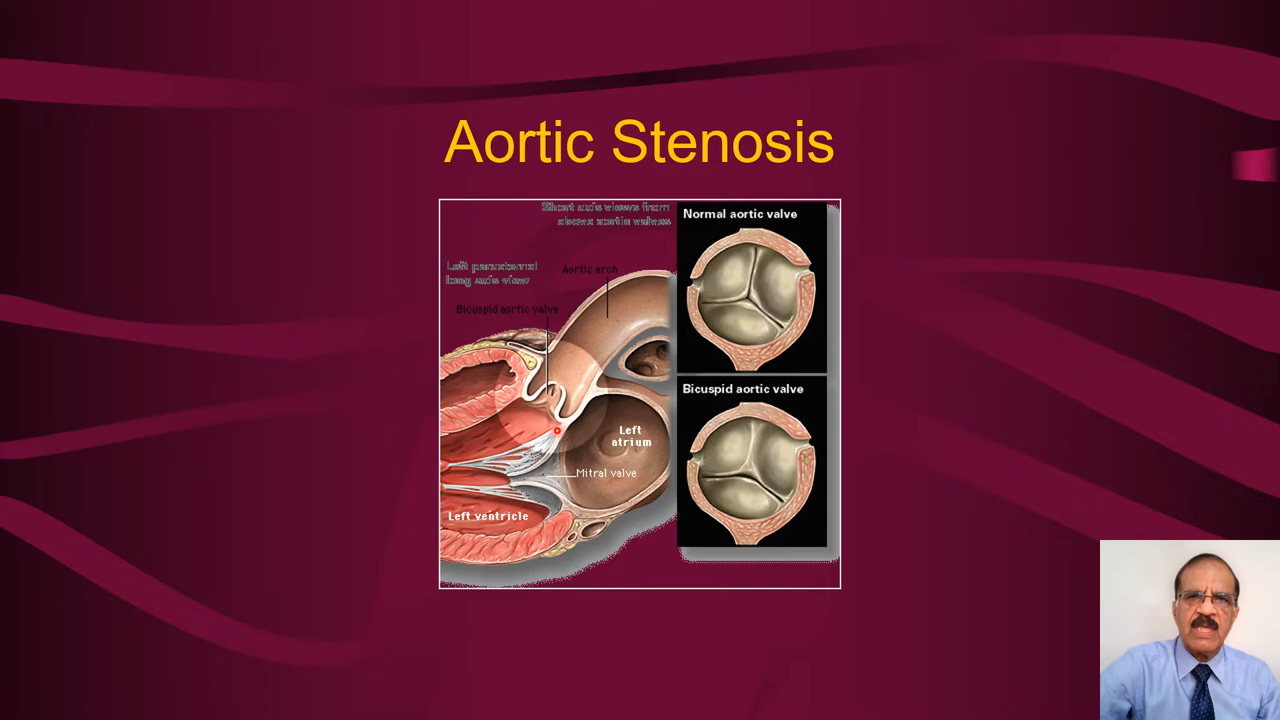 Aortic Stenosis
Short axis views from
above aortic valves
Normal aortic valve
Left parasternal
long axis view
Aortic arch
Bicuspid aortic valve
Bicuspid aortic valve
Left
atrium
Mitral valve
Left ventricle